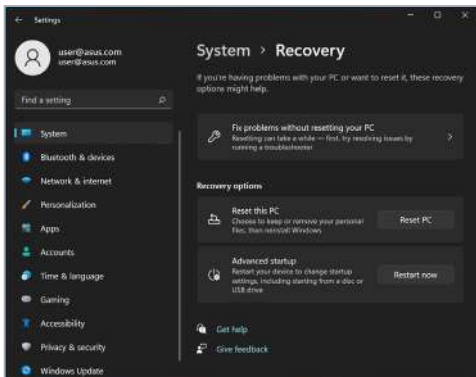 Settings
user@asus.com
user@asus.com
Find a setting
System
Bluetooth & devices
Network & internet
Personalization
Apps
Accounts
Time & language
Gaming
Accessibility
Privacy & security
Windows Update
System > Recovery
If you're having problems with your PC or want to reset it, these recovery
options might help.
Fix problems without resetting your PC
Resetting can take a while — first, try resolving issues by
running a troubleshooter
Recovery options
Reset this PC
Choose to keep or remove your personal
files, then reinstall Windows
Reset PC
Advanced startup
Restart your device to change startup
settings, including starting from a disc or
USB drive
Restart now
Get help
Give feedback